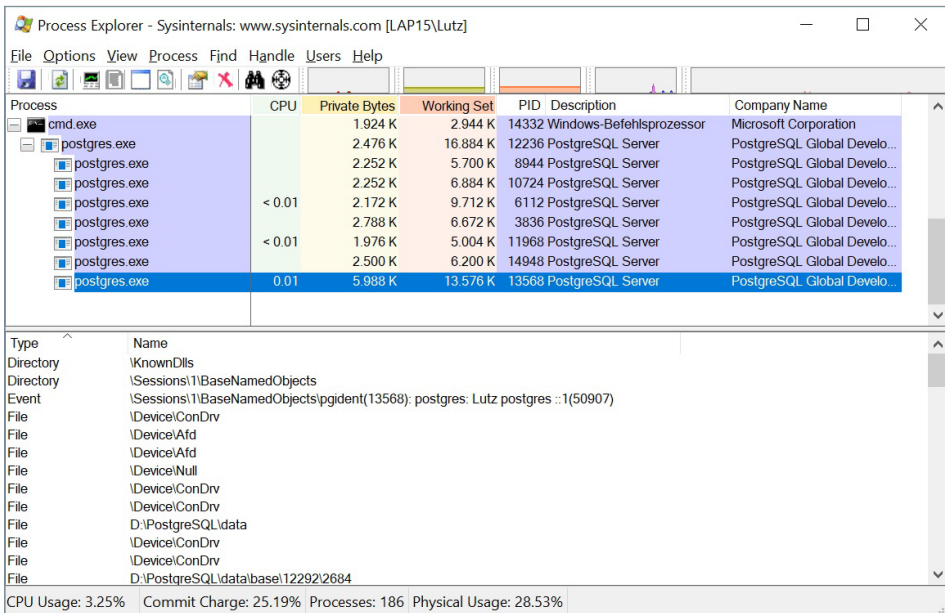 Process Explorer - Sysinternals: www.sysinternals.com [LAP15\Lutz]
File Options View Process Find Handle Users Help
Process CPU Private Bytes Working Set PID Description Company Name
cmd.exe 1.924 K 2.944 K 14332 Windows-Befehlsprozessor Microsoft Corporation
postgres.exe 2.476 K 16.884 K 12236 PostgreSQL Server PostgreSQL Global Develo...
postgres.exe 2.252 K 5.700 K 8944 PostgreSQL Server PostgreSQL Global Develo...
postgres.exe 2.252 K 6.884 K 10724 PostgreSQL Server PostgreSQL Global Develo...
postgres.exe < 0.01 2.172 K 9.712 K 6112 PostgreSQL Server PostgreSQL Global Develo...
postgres.exe 2.788 K 6.672 K 3836 PostgreSQL Server PostgreSQL Global Develo...
postgres.exe < 0.01 1.976 K 5.004 K 11968 PostgreSQL Server PostgreSQL Global Develo...
postgres.exe 2.500 K 6.200 K 14948 PostgreSQL Server PostgreSQL Global Develo...
postgres.exe 0.01 5.988 K 13.576 K 13568 PostgreSQL Server PostgreSQL Global Develo...
Type Name
Directory \KnownDlls
Directory \Sessions\1\BaseNamedObjects
Event \Sessions\1\BaseNamedObjects\pgident(13568): postgres: Lutz postgres ::1(50907)
File \Device\ConDrv
File \Device\Afd
File \Device\Afd
File \Device\Null
File \Device\ConDrv
File \Device\ConDrv
File D:\PostgreSQL\data
File \Device\ConDrv
File \Device\ConDrv
File D:\PostgreSQL\data\base\12292\2684
CPU Usage: 3.25% Commit Charge: 25.19% Processes: 186 Physical Usage: 28.53%